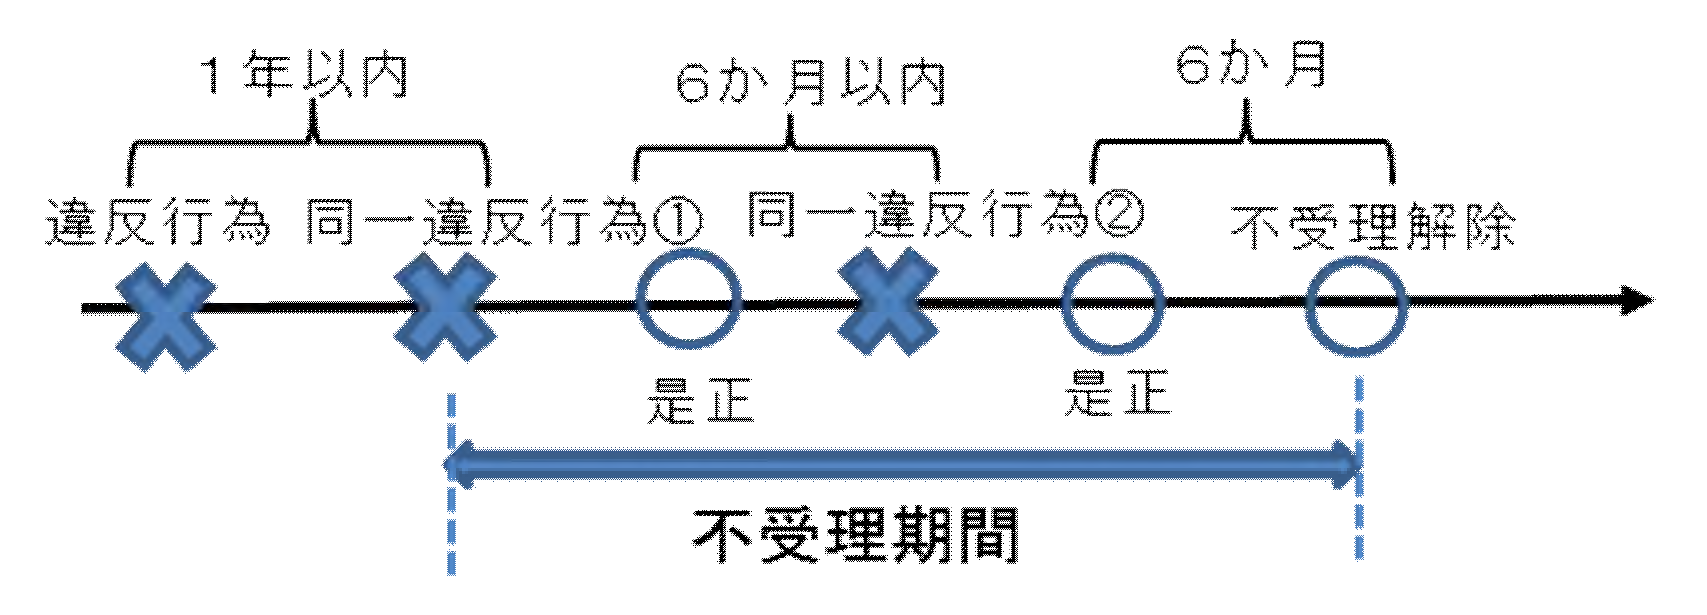 1年以内 6か月以内 6か月
違反行為 同一違反行為① 同一違反行為② 不受理解除
是正 是正
不受理期間